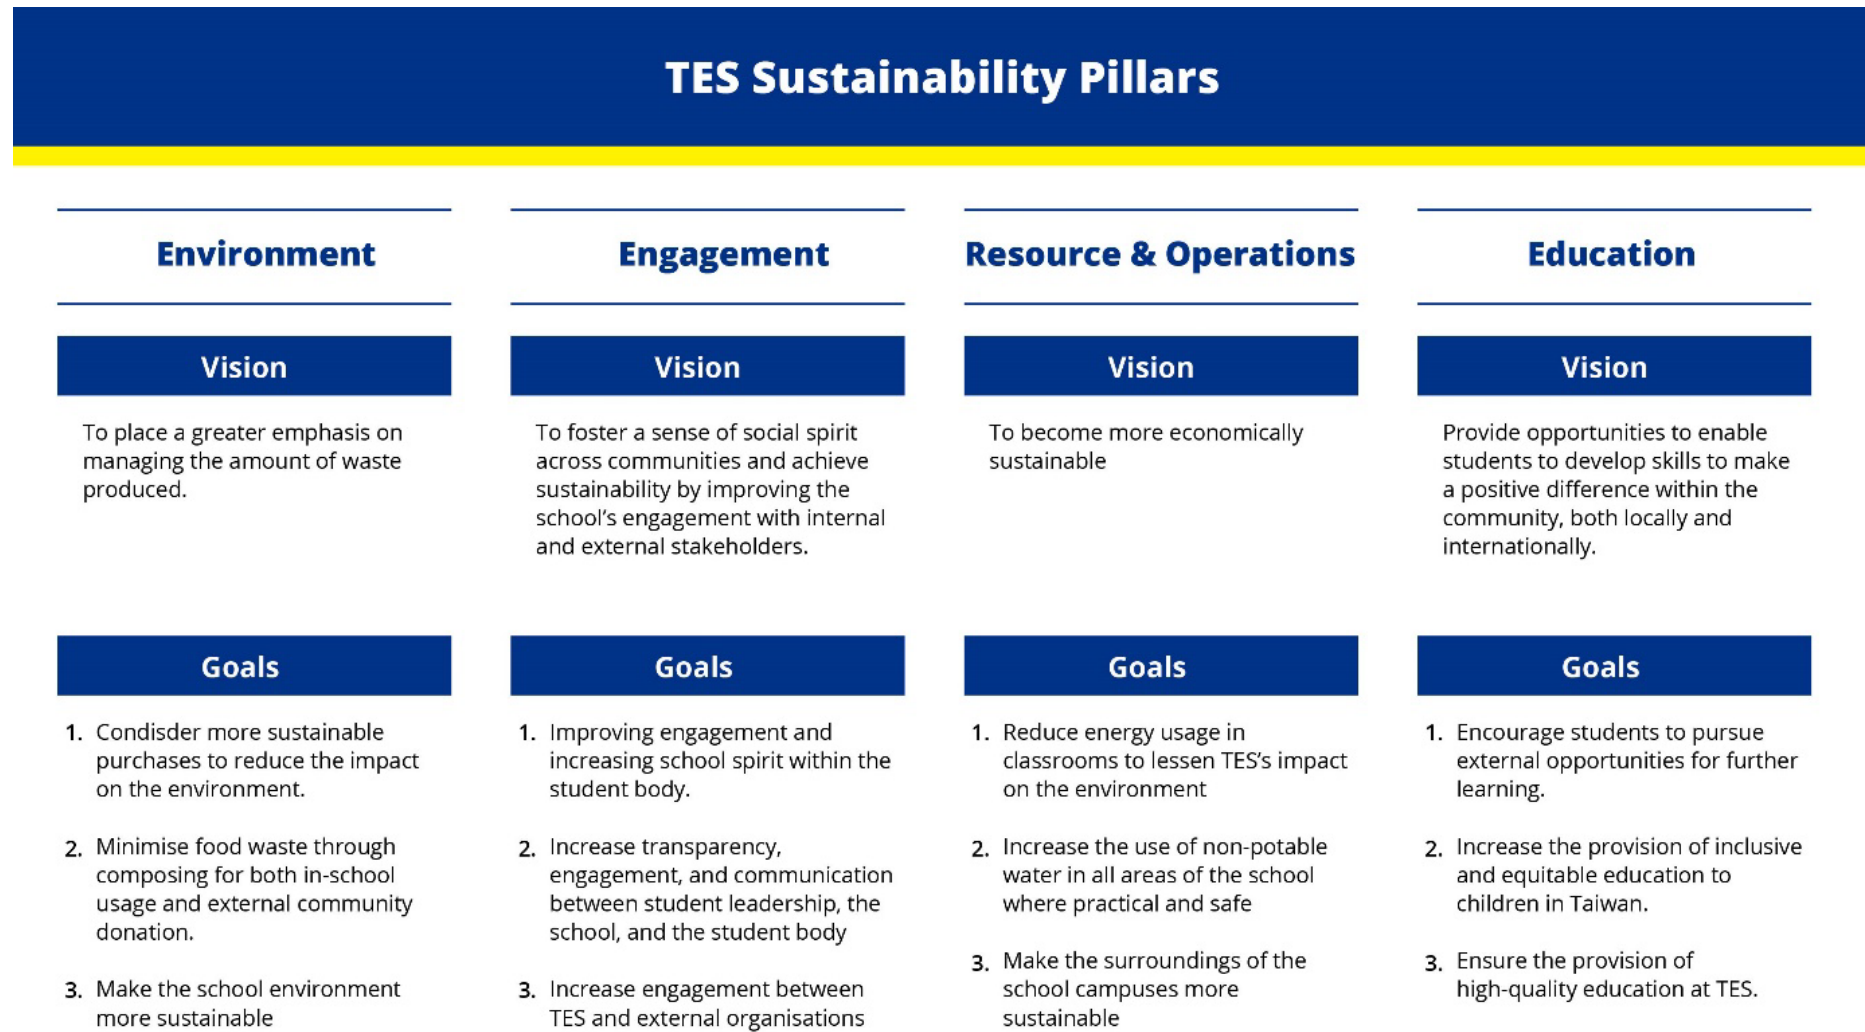 TES Sustainability Pillars
Environment
Vision
To place a greater emphasis on
managing the amount of waste
produced.
Goals
1. Condisder more sustainable
purchases to reduce the impact
on the environment.
2. Minimise food waste through
composing for both in-school
usage and external community
donation.
3. Make the school environment
more sustainable
Engagement
Vision
To foster a sense of social spirit
across communities and achieve
sustainability by improving the
school's engagement with internal
and external stakeholders.
Goals
1. Improving engagement and
increasing school spirit within the
student body.
2. Increase transparency,
engagement, and communication
between student leadership, the
school, and the student body
3. Increase engagement between
TES and external organisations
Resource & Operations
Vision
To become more economically
sustainable
Goals
1. Reduce energy usage in
classrooms to lessen TES's impact
on the environment
2. Increase the use of non-potable
water in all areas of the school
where practical and safe
3. Make the surroundings of the
school campuses more
sustainable
Education
Vision
Provide opportunities to enable
students to develop skills to make
a positive difference within the
community, both locally and
internationally.
Goals
1. Encourage students to pursue
external opportunities for further
learning.
2. Increase the provision of inclusive
and equitable education to
children in Taiwan.
3. Ensure the provision of
high-quality education at TES.